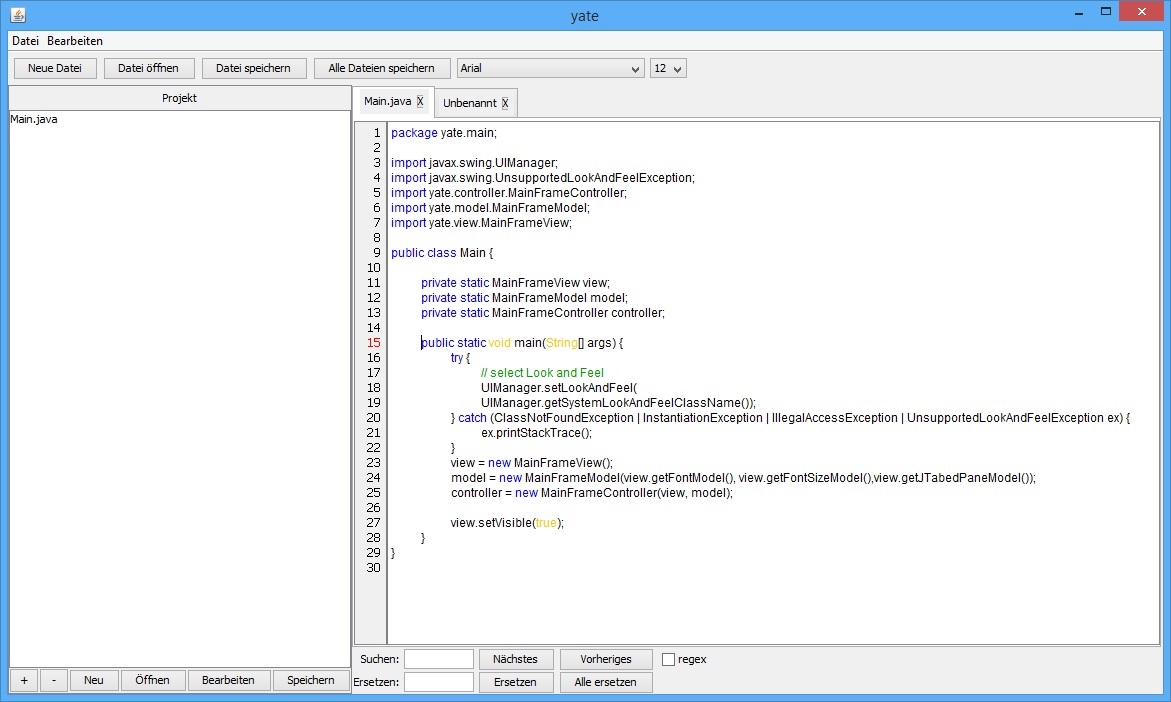 yate
Datei Bearbeiten
Neue Datei Datei öffnen Datei speichern Alle Dateien speichern Arial 12
Projekt
Main.java
Main.java X Unbenannt X
1 package yate.main;
2
3 import javax.swing.UIManager;
4 import javax.swing.UnsupportedLookAndFeelException;
5 import yate.controller.MainFrameController;
6 import yate.model.MainFrameModel;
7 import yate.view.MainFrameView;
8
9 public class Main {
10
11 private static MainFrameView view;
12 private static MainFrameModel model;
13 private static MainFrameController controller;
14
15 public static void main(String[] args) {
16 try {
17 // select Look and Feel
18 UIManager.setLookAndFeel(
19 UIManager.getSystemLookAndFeelClassName());
20 } catch (ClassNotFoundException | InstantiationException | IllegalAccessException | UnsupportedLookAndFeelException ex) {
21 ex.printStackTrace();
22 }
23 view = new MainFrameView();
24 model = new MainFrameModel(view.getFontModel(), view.getFontSizeModel(),view.getJTabedPaneModel());
25 controller = new MainFrameController(view, model);
26
27 view.setVisible(true);
28 }
29 }
30
Suchen: Nächstes Vorheriges regex
+ - Neu Öffnen Bearbeiten Speichern
Ersetzen: Ersetzen Alle ersetzen